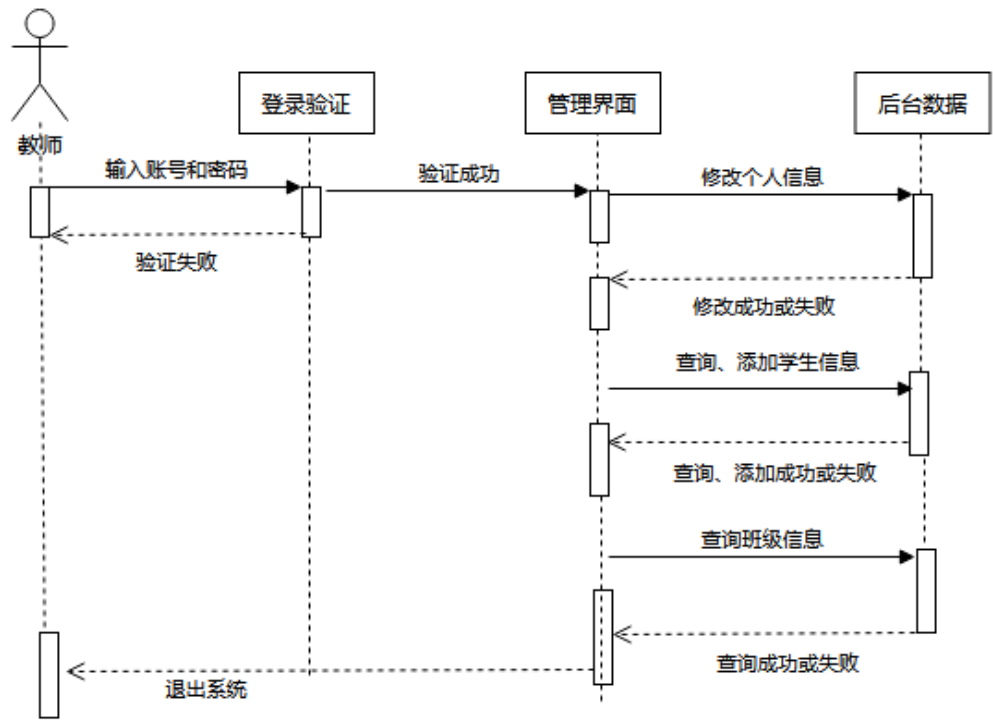 登录验证
管理界面
后台数据
教师
输入账号和密码
验证成功
修改个人信息
验证失败
修改成功或失败
查询、添加学生信息
查询、添加成功或失败
查询班级信息
查询成功或失败
退出系统